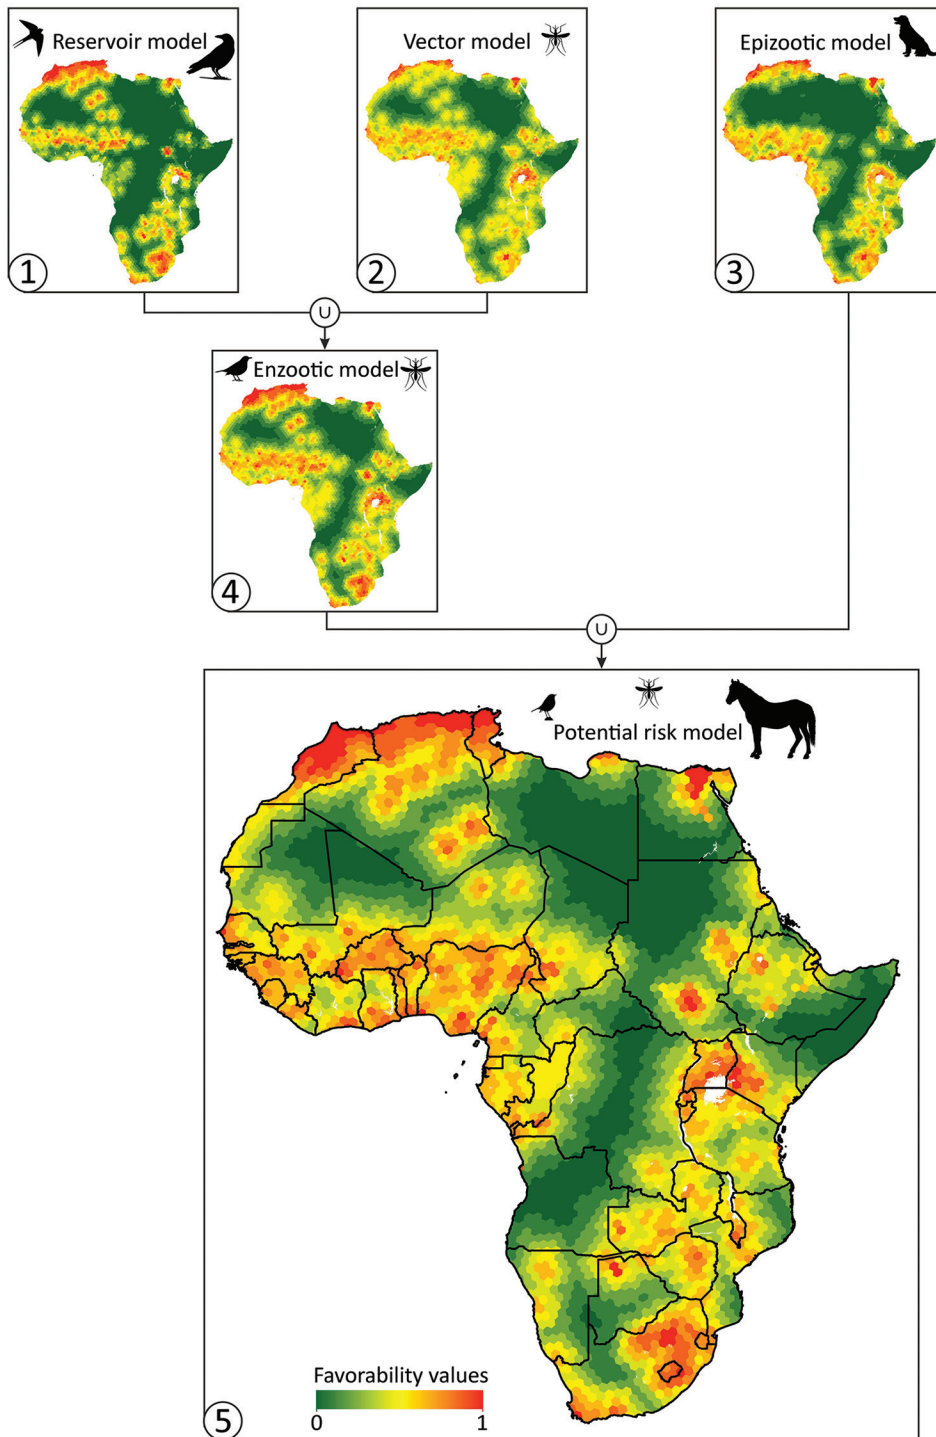 Reservoir model
1
Vector model
2
Epizootic model
3
U
Enzootic model
4
U
Potential risk model
Favorability values
0 1
5